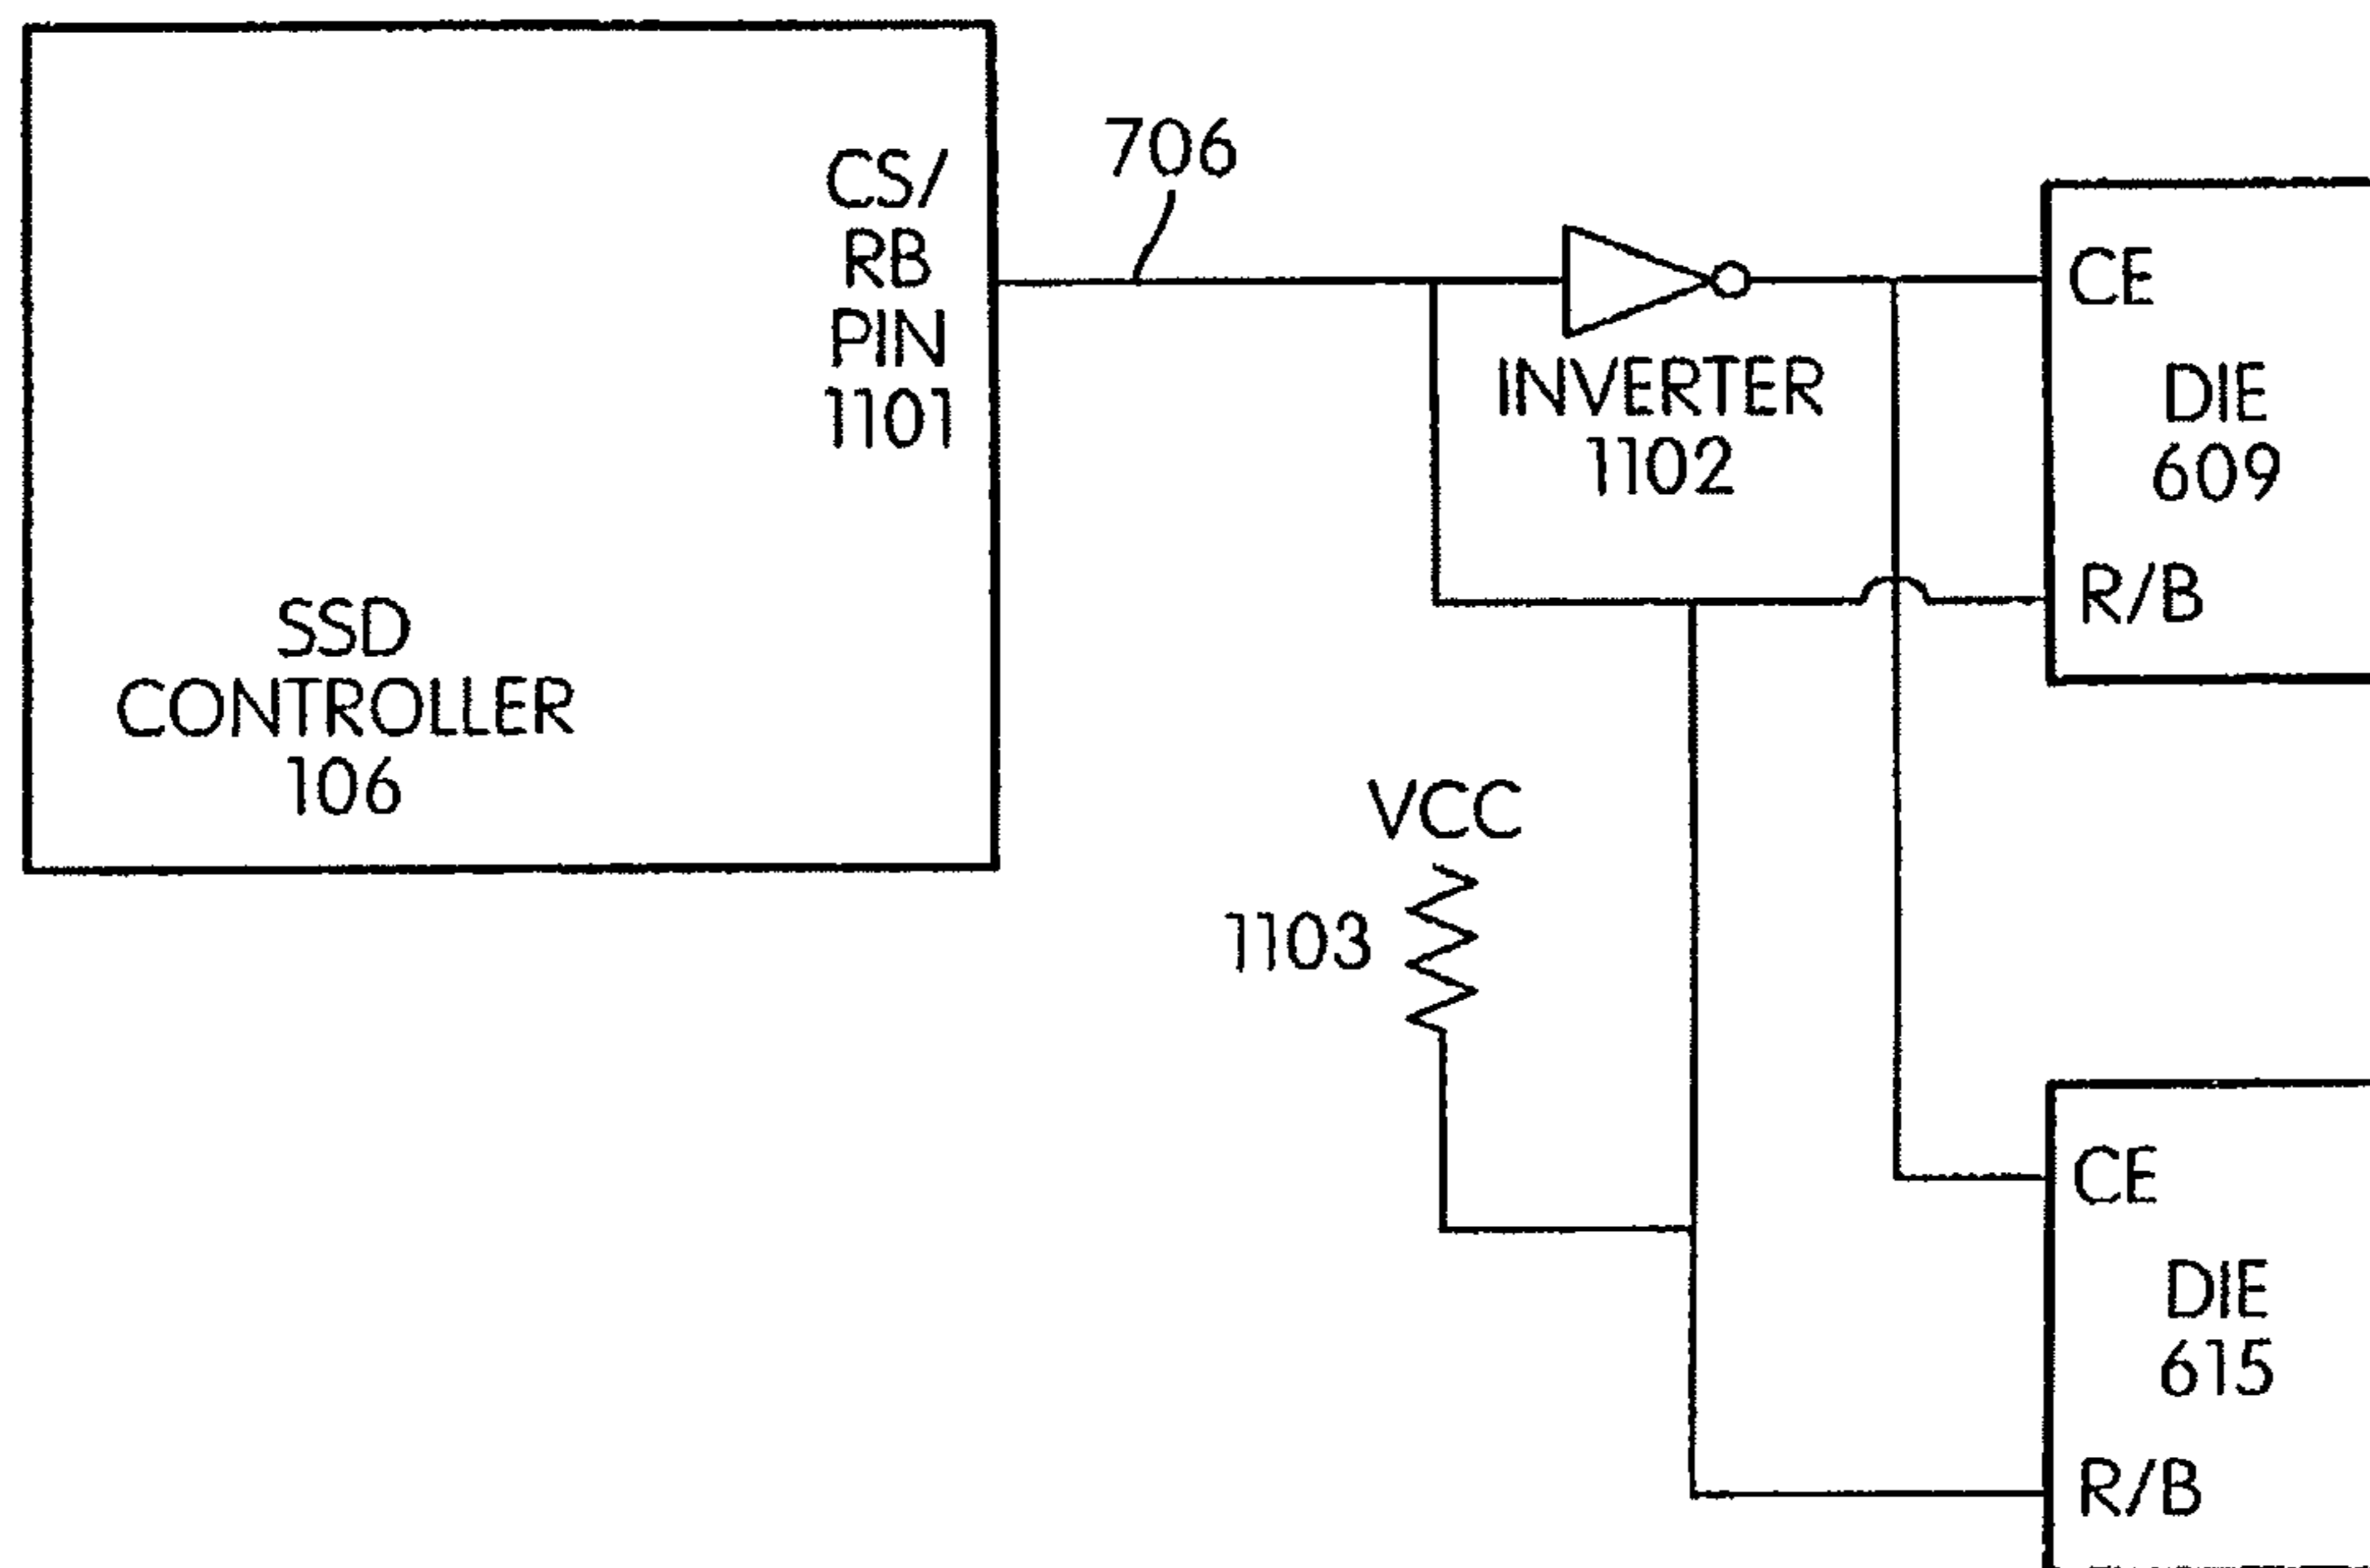 CS/
RB
PIN
1101
SSD
CONTROLLER
106
706
INVERTER
1102
CE
DIE
609
R/B
VCC
1103
CE
DIE
615
R/B